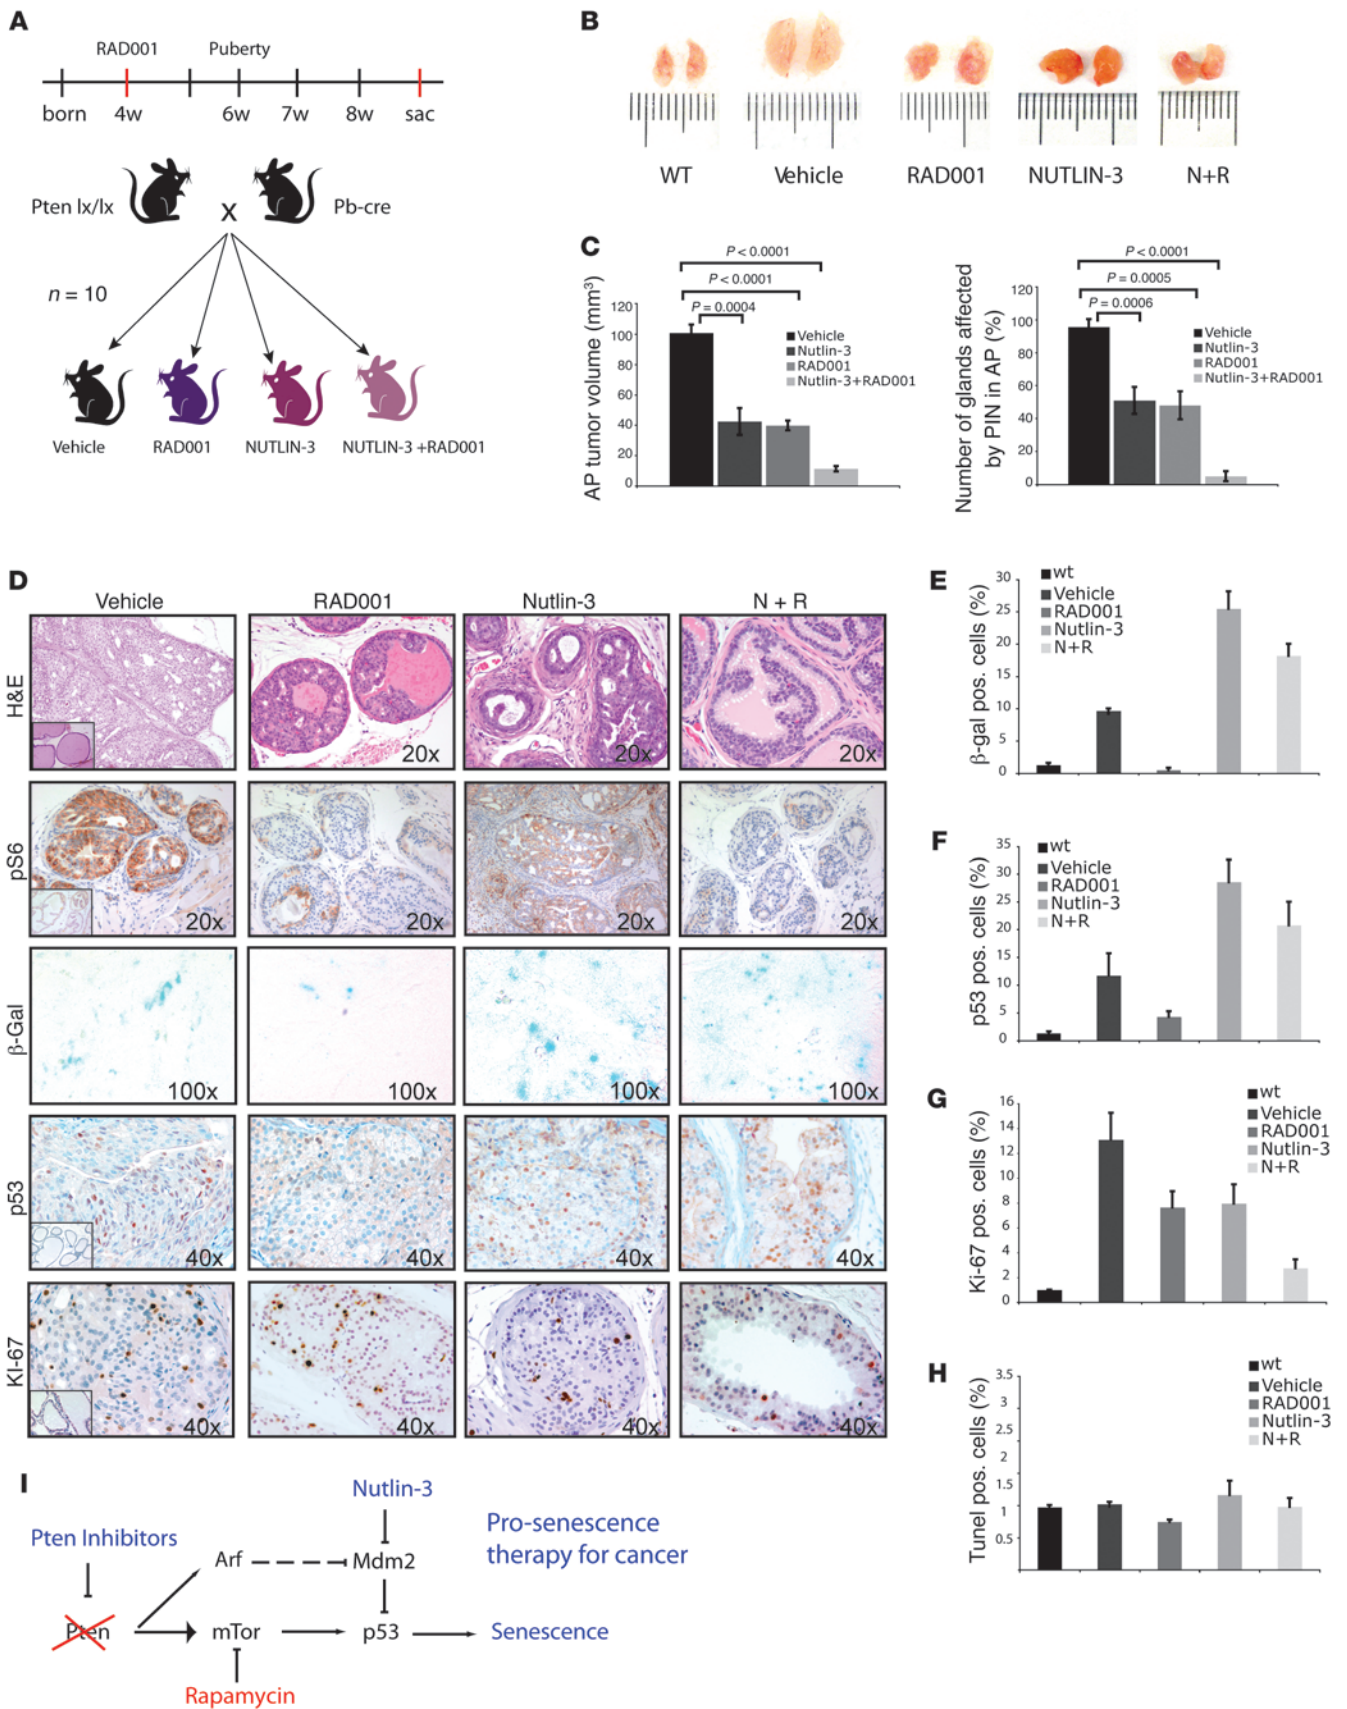 A
RAD001 Puberty
born 4w 6w 7w 8w sac
Pten lx/lx X Pb-cre
n = 10
Vehicle RAD001 NUTLIN-3 NUTLIN-3 +RAD001
B
WT Vehicle RAD001 NUTLIN-3 N+R
C
P < 0.0001
P < 0.0001
P = 0.0004
AP tumor volume (mm³)
120
100
80
60
40
20
0
Vehicle
Nutlin-3
RAD001
Nutlin-3+RAD001
P < 0.0001
P = 0.0005
P = 0.0006
Number of glands affected
by PIN in AP (%)
120
100
80
60
40
20
0
Vehicle
Nutlin-3
RAD001
Nutlin-3+RAD001
D
Vehicle RAD001 Nutlin-3 N + R
H&E
20x 20x 20x
pS6
20x 20x 20x 20x
β-Gal
100x 100x 100x 100x
p53
40x 40x 40x 40x
KI-67
40x 40x 40x 40x
E
β-gal pos. cells (%)
30
25
20
15
10
5
0
wt
Vehicle
RAD001
Nutlin-3
N+R
F
p53 pos. cells (%)
35
30
25
20
15
10
5
0
wt
Vehicle
RAD001
Nutlin-3
N+R
G
Ki-67 pos. cells (%)
16
14
12
10
8
6
4
2
0
wt
Vehicle
RAD001
Nutlin-3
N+R
H
Tunel pos. cells (%)
3.5
3
2.5
2
1.5
1
0.5
wt
Vehicle
RAD001
Nutlin-3
N+R
I
Nutlin-3
Pten Inhibitors
Arf Mdm2
Pro-senescence
therapy for cancer
Pten mTor p53 Senescence
Rapamycin